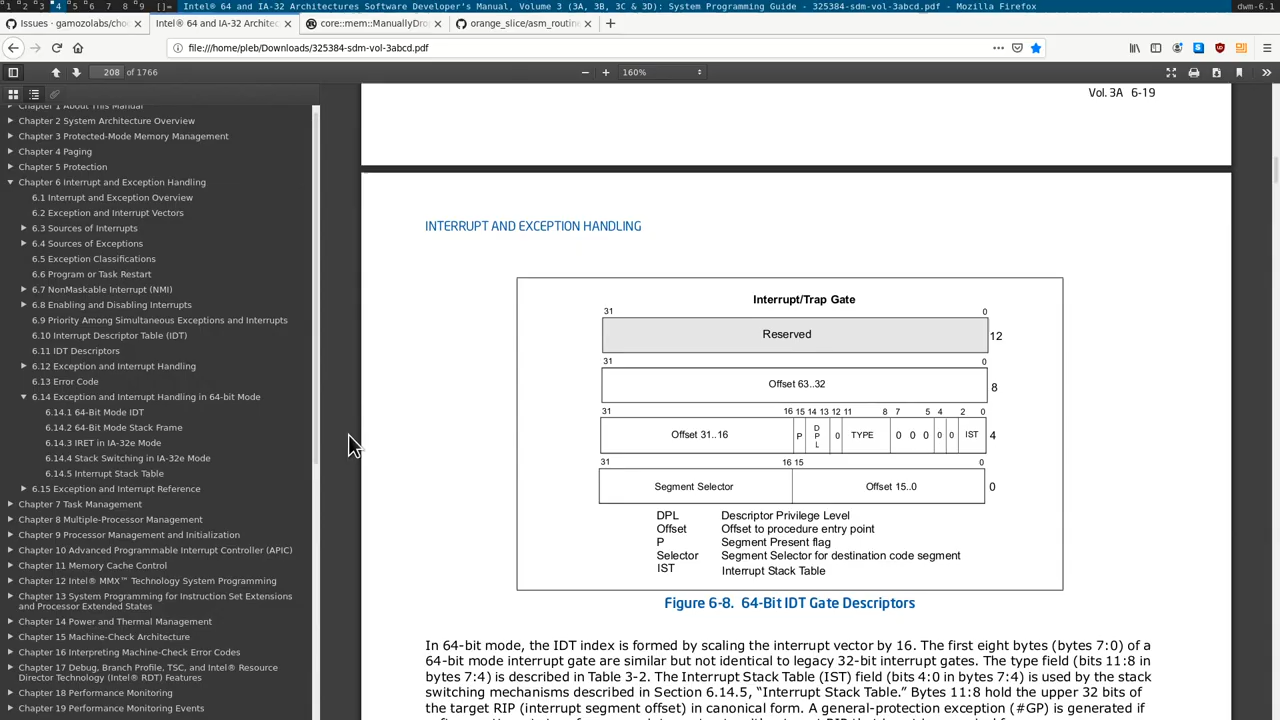 1 2 3 4 5 6 7 8 9 []= Intel® 64 and IA-32 Architectures Software Developer's Manual, Volume 3 (3A, 3B, 3C & 3D): System Programming Guide - 325384-sdm-vol-3abcd.pdf - Mozilla Firefox dwm-6.1
Issues · gamozolabs/cho
Intel® 64 and IA-32 Architec
core::mem::ManuallyDro
orange_slice/asm_routin
file:///home/pleb/Downloads/325384-sdm-vol-3abcd.pdf
208 of 1766
160%
Chapter 1 About This Manual
Chapter 2 System Architecture Overview
Chapter 3 Protected-Mode Memory Management
Chapter 4 Paging
Chapter 5 Protection
Chapter 6 Interrupt and Exception Handling
6.1 Interrupt and Exception Overview
6.2 Exception and Interrupt Vectors
6.3 Sources of Interrupts
6.4 Sources of Exceptions
6.5 Exception Classifications
6.6 Program or Task Restart
6.7 NonMaskable Interrupt (NMI)
6.8 Enabling and Disabling Interrupts
6.9 Priority Among Simultaneous Exceptions and Interrupts
6.10 Interrupt Descriptor Table (IDT)
6.11 IDT Descriptors
6.12 Exception and Interrupt Handling
6.13 Error Code
6.14 Exception and Interrupt Handling in 64-bit Mode
6.14.1 64-Bit Mode IDT
6.14.2 64-Bit Mode Stack Frame
6.14.3 IRET in IA-32e Mode
6.14.4 Stack Switching in IA-32e Mode
6.14.5 Interrupt Stack Table
6.15 Exception and Interrupt Reference
Chapter 7 Task Management
Chapter 8 Multiple-Processor Management
Chapter 9 Processor Management and Initialization
Chapter 10 Advanced Programmable Interrupt Controller (APIC)
Chapter 11 Memory Cache Control
Chapter 12 Intel® MMX™ Technology System Programming
Chapter 13 System Programming for Instruction Set Extensions
and Processor Extended States
Chapter 14 Power and Thermal Management
Chapter 15 Machine-Check Architecture
Chapter 16 Interpreting Machine-Check Error Codes
Chapter 17 Debug, Branch Profile, TSC, and Intel® Resource
Director Technology (Intel® RDT) Features
Chapter 18 Performance Monitoring
Chapter 19 Performance Monitoring Events
Vol. 3A 6-19
INTERRUPT AND EXCEPTION HANDLING
Interrupt/Trap Gate
31 0
Reserved 12
31 0
Offset 63..32 8
31 16 15 14 13 12 11 8 7 5 4 2 0
Offset 31..16 P DPL 0 TYPE 0 0 0 0 0 IST 4
31 16 15 0
Segment Selector Offset 15..0 0
DPL Descriptor Privilege Level
Offset Offset to procedure entry point
P Segment Present flag
Selector Segment Selector for destination code segment
IST Interrupt Stack Table
Figure 6-8. 64-Bit IDT Gate Descriptors
In 64-bit mode, the IDT index is formed by scaling the interrupt vector by 16. The first eight bytes (bytes 7:0) of a
64-bit mode interrupt gate are similar but not identical to legacy 32-bit interrupt gates. The type field (bits 11:8 in
bytes 7:4) is described in Table 3-2. The Interrupt Stack Table (IST) field (bits 4:0 in bytes 7:4) is used by the stack
switching mechanisms described in Section 6.14.5, “Interrupt Stack Table.” Bytes 11:8 hold the upper 32 bits of
the target RIP (interrupt segment offset) in canonical form. A general-protection exception (#GP) is generated if